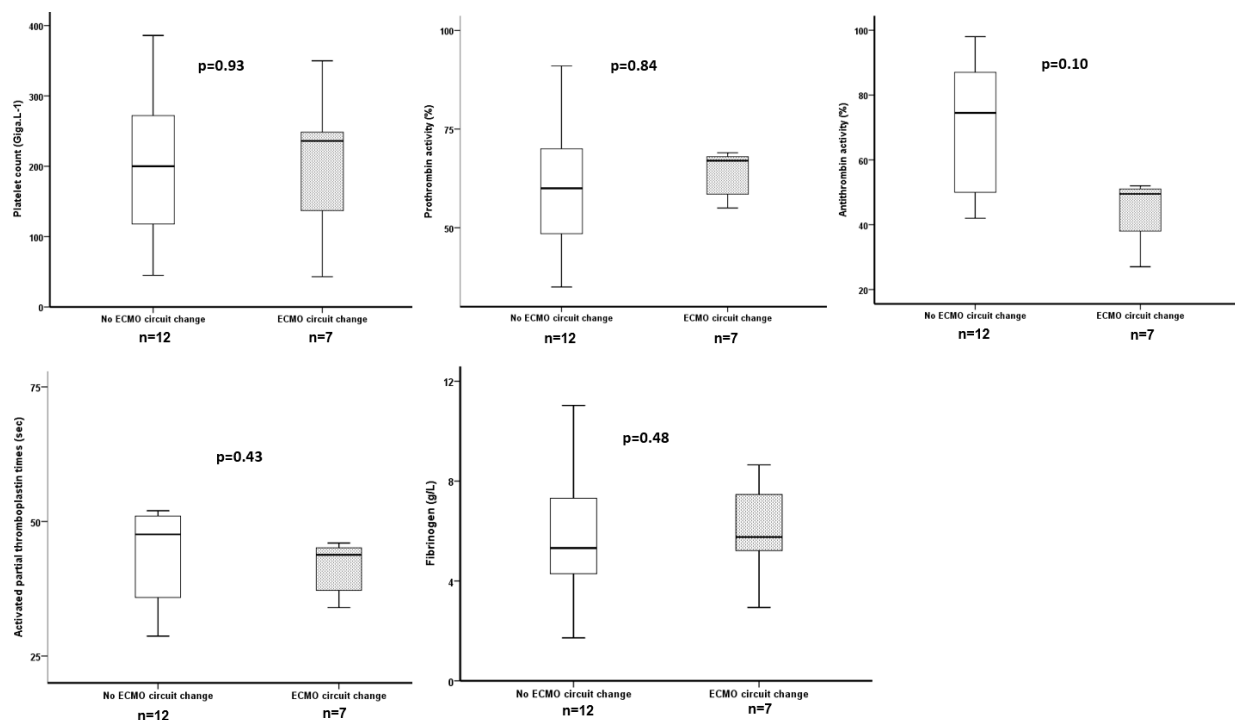 400
300
200
100
0
Platelet count (Giga.L-1)
p=0.93
No ECMO circuit change
ECMO circuit change
n=12
n=7
100
75
50
Prothrombin activity (%)
p=0.84
No ECMO circuit change
ECMO circuit change
n=12
n=7
100
80
60
40
20
Antithrombin activity (%)
p=0.10
No ECMO circuit change
ECMO circuit change
n=12
n=7
75
50
25
Activated partial thromboplastin times (sec)
p=0.43
No ECMO circuit change
ECMO circuit change
n=12
n=7
12
8
4
0
Fibrinogen (g/L)
p=0.48
No ECMO circuit change
ECMO circuit change
n=12
n=7